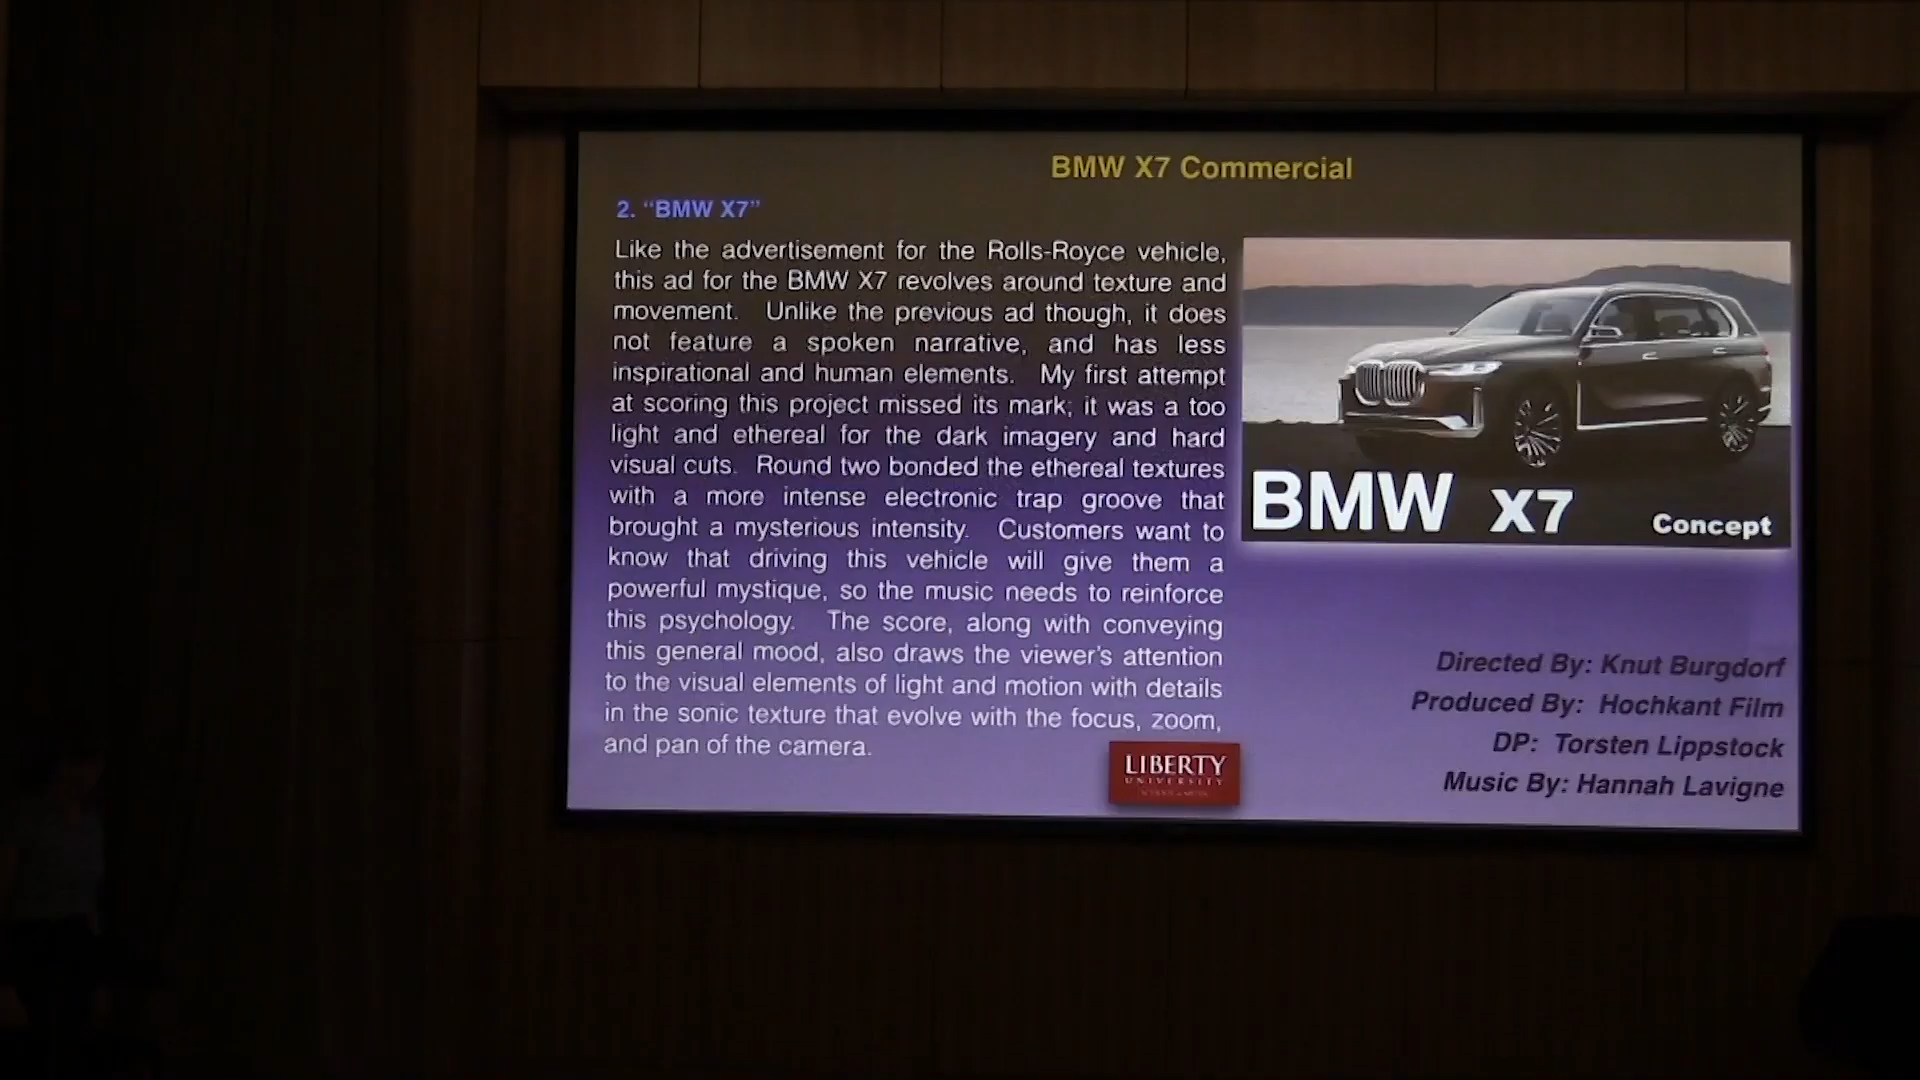 BMW X7 Commercial
2. “BMW X7”
Like the advertisement for the Rolls-Royce vehicle,
this ad for the BMW X7 revolves around texture and
movement. Unlike the previous ad though, it does
not feature a spoken narrative, and has less
inspirational and human elements. My first attempt
at scoring this project missed its mark; it was a too
light and ethereal for the dark imagery and hard
visual cuts. Round two bonded the ethereal textures
with a more intense electronic trap groove that
brought a mysterious intensity. Customers want to
know that driving this vehicle will give them a
powerful mystique, so the music needs to reinforce
this psychology. The score, along with conveying
this general mood, also draws the viewer's attention
to the visual elements of light and motion with details
in the sonic texture that evolve with the focus, zoom,
and pan of the camera.
BMW X7 Concept
Directed By: Knut Burgdorf
Produced By: Hochkant Film
DP: Torsten Lippstock
Music By: Hannah Lavigne
LIBERTY
UNIVERSITY